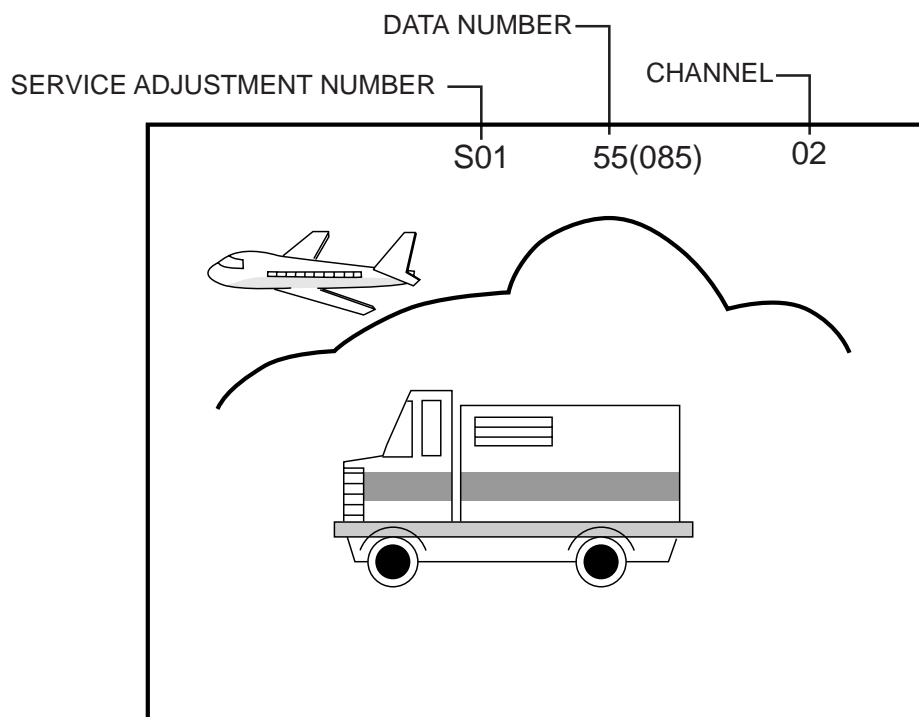 DATA NUMBER
CHANNEL
SERVICE ADJUSTMENT NUMBER
S01 55(085) 02